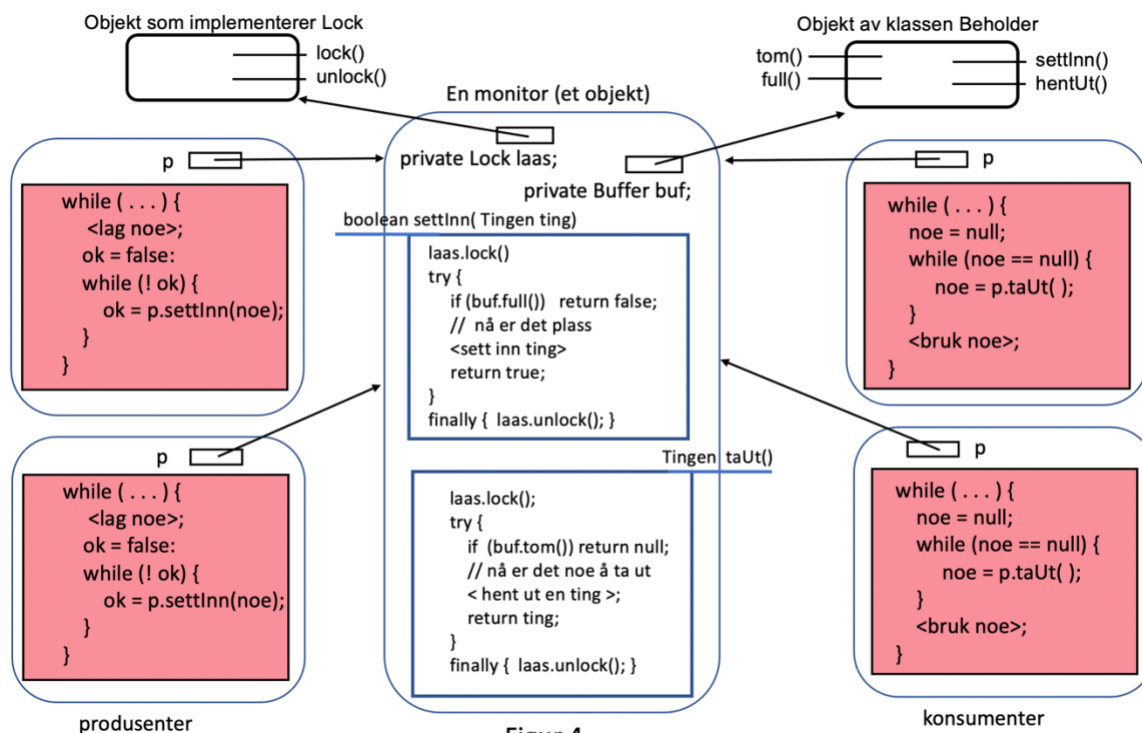 Objekt som implementerer Lock
lock()
unlock()
Objekt av klassen Beholder
tom()
full()
settInn()
hentUt()
En monitor (et objekt)
private Lock laas;
private Buffer buf;
p
while ( . . . ) {
<lag noe>;
ok = false:
while (! ok) {
ok = p.settInn(noe);
}
}
p
while ( . . . ) {
<lag noe>;
ok = false:
while (! ok) {
ok = p.settInn(noe);
}
}
produsenter
boolean settInn( Tingen ting)
laas.lock()
try {
if (buf.full()) return false;
// nå er det plass
<sett inn ting>
return true;
}
finally { laas.unlock(); }
Tingen taUt()
laas.lock();
try {
if (buf.tom()) return null;
// nå er det noe å ta ut
< hent ut en ting >;
return ting;
}
finally { laas.unlock(); }
p
while ( . . . ) {
noe = null;
while (noe == null) {
noe = p.taUt( );
}
<bruk noe>;
}
p
while ( . . . ) {
noe = null;
while (noe == null) {
noe = p.taUt( );
}
<bruk noe>;
}
konsumenter
Figur 4